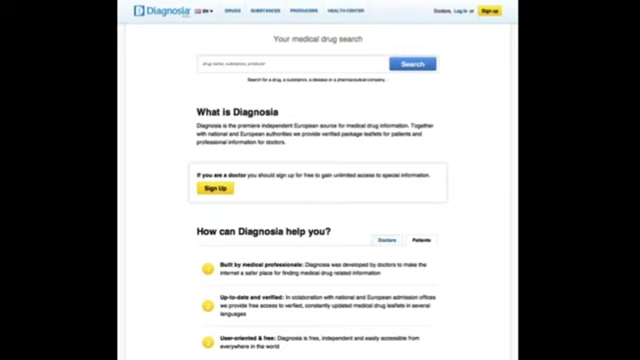 Diagnosia EN DRUGS SUBSTANCES PRODUCERS HEALTH CENTER Doctors, Log in or Sign up
Your medical drug search
drug name, substance, producer Search
Search for a drug, a substance, a disease or a pharmaceutical company...
What is Diagnosia
Diagnosia is the premiere independent European source for medical drug information. Together
with national and European authorities we provide verified package leaflets for patients and
professional information for doctors.
If you are a doctor you should sign up for free to gain unlimited access to special information.
Sign Up
How can Diagnosia help you?
Doctors Patients
Built by medical professionals: Diagnosia was developed by doctors to make the
internet a safer place for finding medical drug related information
Up-to-date and verified: In colaboration with national and European admission offices
we provide free access to verified, constantly updated medical drug leaflets in several
languages
User-oriented & free: Diagnosia is free, independent and easily accessible from
everywhere in the world